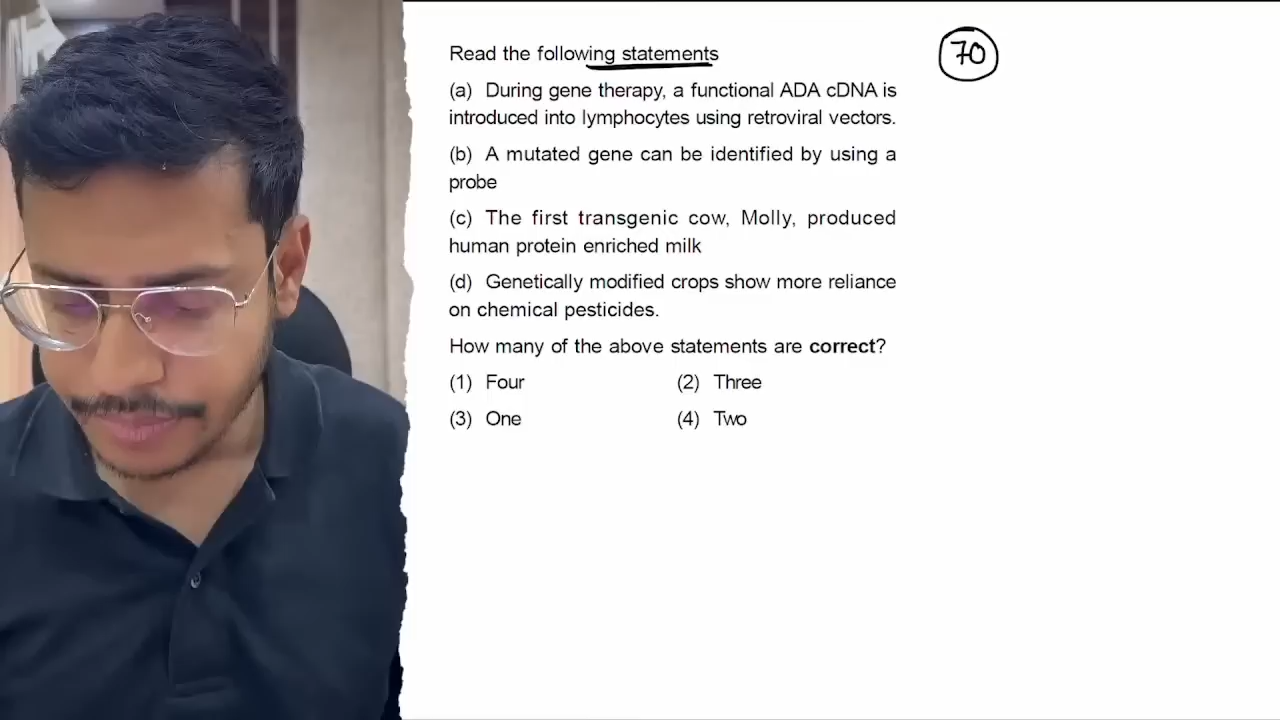 Read the following statements
70
(a) During gene therapy, a functional ADA cDNA is
introduced into lymphocytes using retroviral vectors.
(b) A mutated gene can be identified by using a
probe
(c) The first transgenic cow, Molly, produced
human protein enriched milk
(d) Genetically modified crops show more reliance
on chemical pesticides.
How many of the above statements are correct?
(1) Four (2) Three
(3) One (4) Two